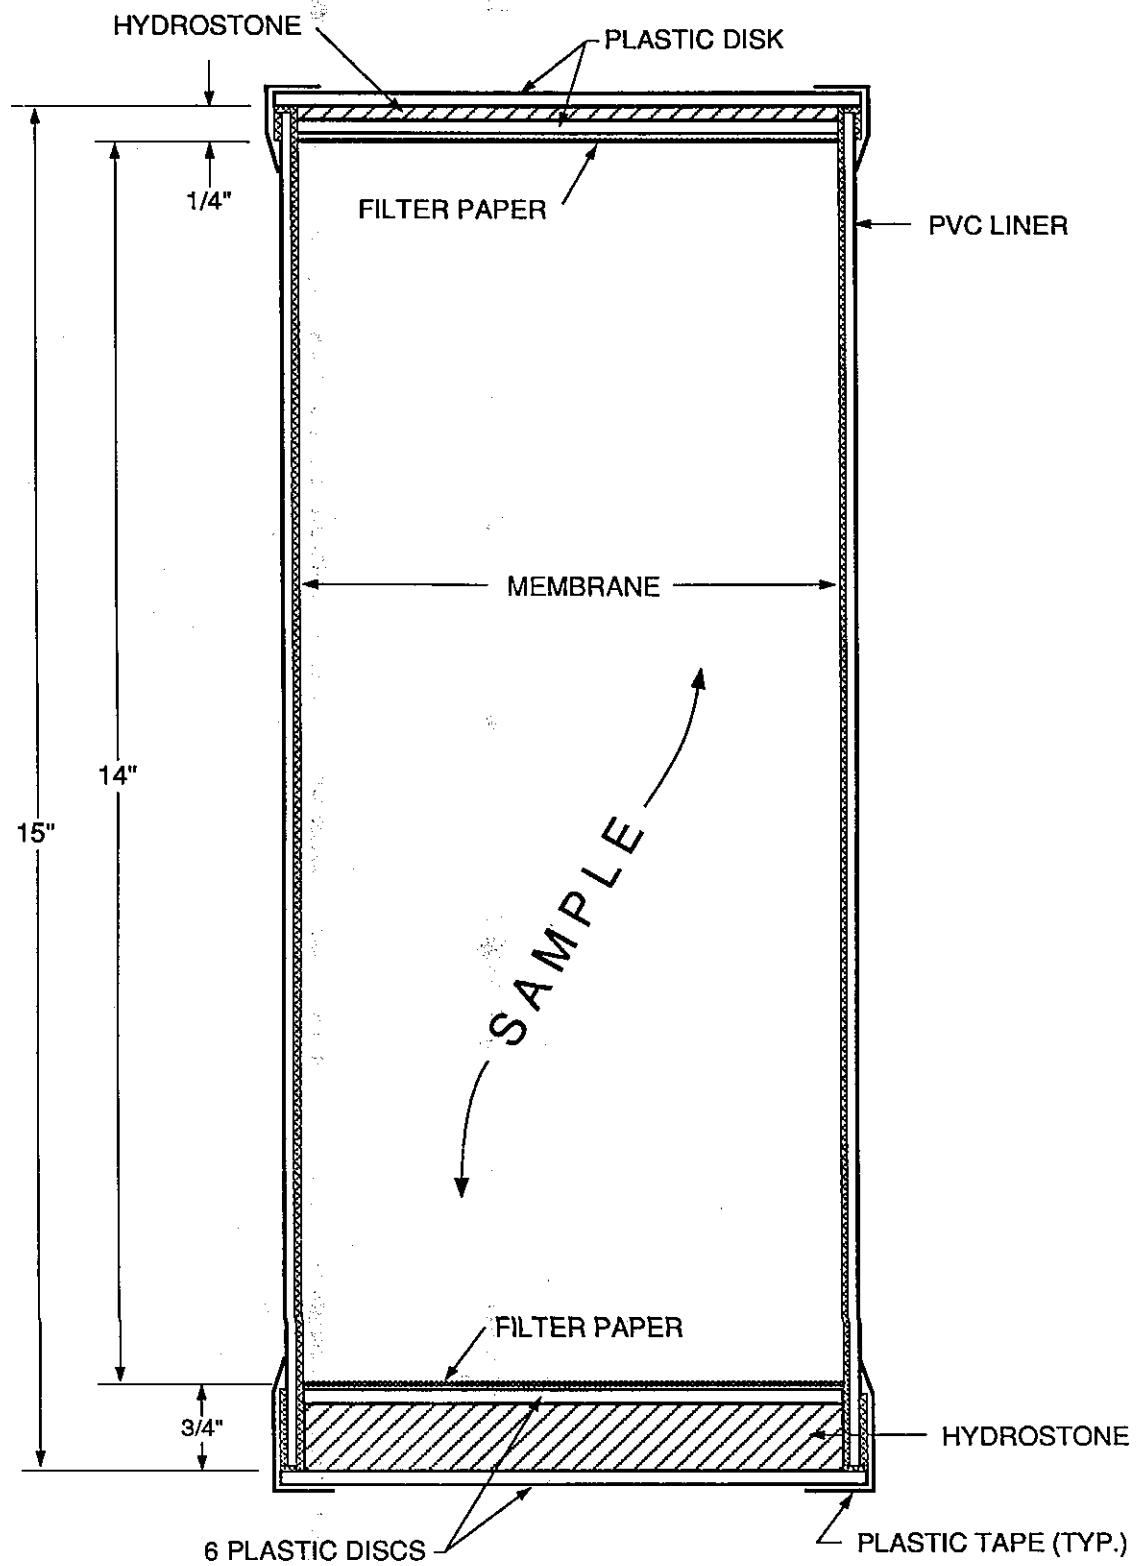 HYDROSTONE
PLASTIC DISK
1/4"
FILTER PAPER
PVC LINER
MEMBRANE
14"
15"
SAMPLE
FILTER PAPER
3/4"
HYDROSTONE
6 PLASTIC DISCS
PLASTIC TAPE (TYP.)